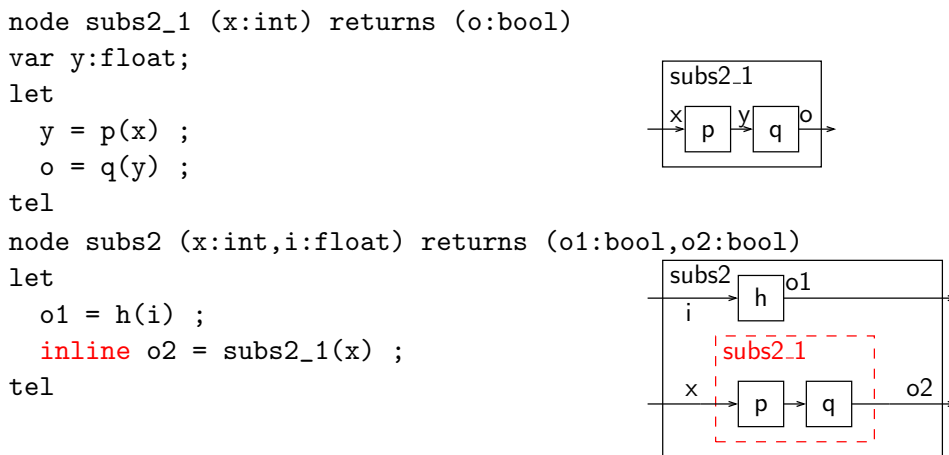 node subs2_1 (x:int) returns (o:bool)
var y:float;
let
y = p(x) ;
o = q(y) ;
tel
subs2_1
x p y q o
node subs2 (x:int,i:float) returns (o1:bool,o2:bool)
let
o1 = h(i) ;
inline o2 = subs2_1(x) ;
tel
subs2 h o1
i
subs2_1
x p q o2